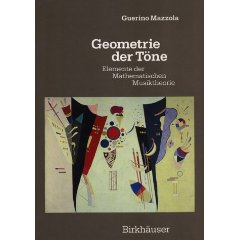 Guerino Mazzola
Geometrie
der Töne
Elemente der
Mathematischen
Musiktheorie
Birkhäuser